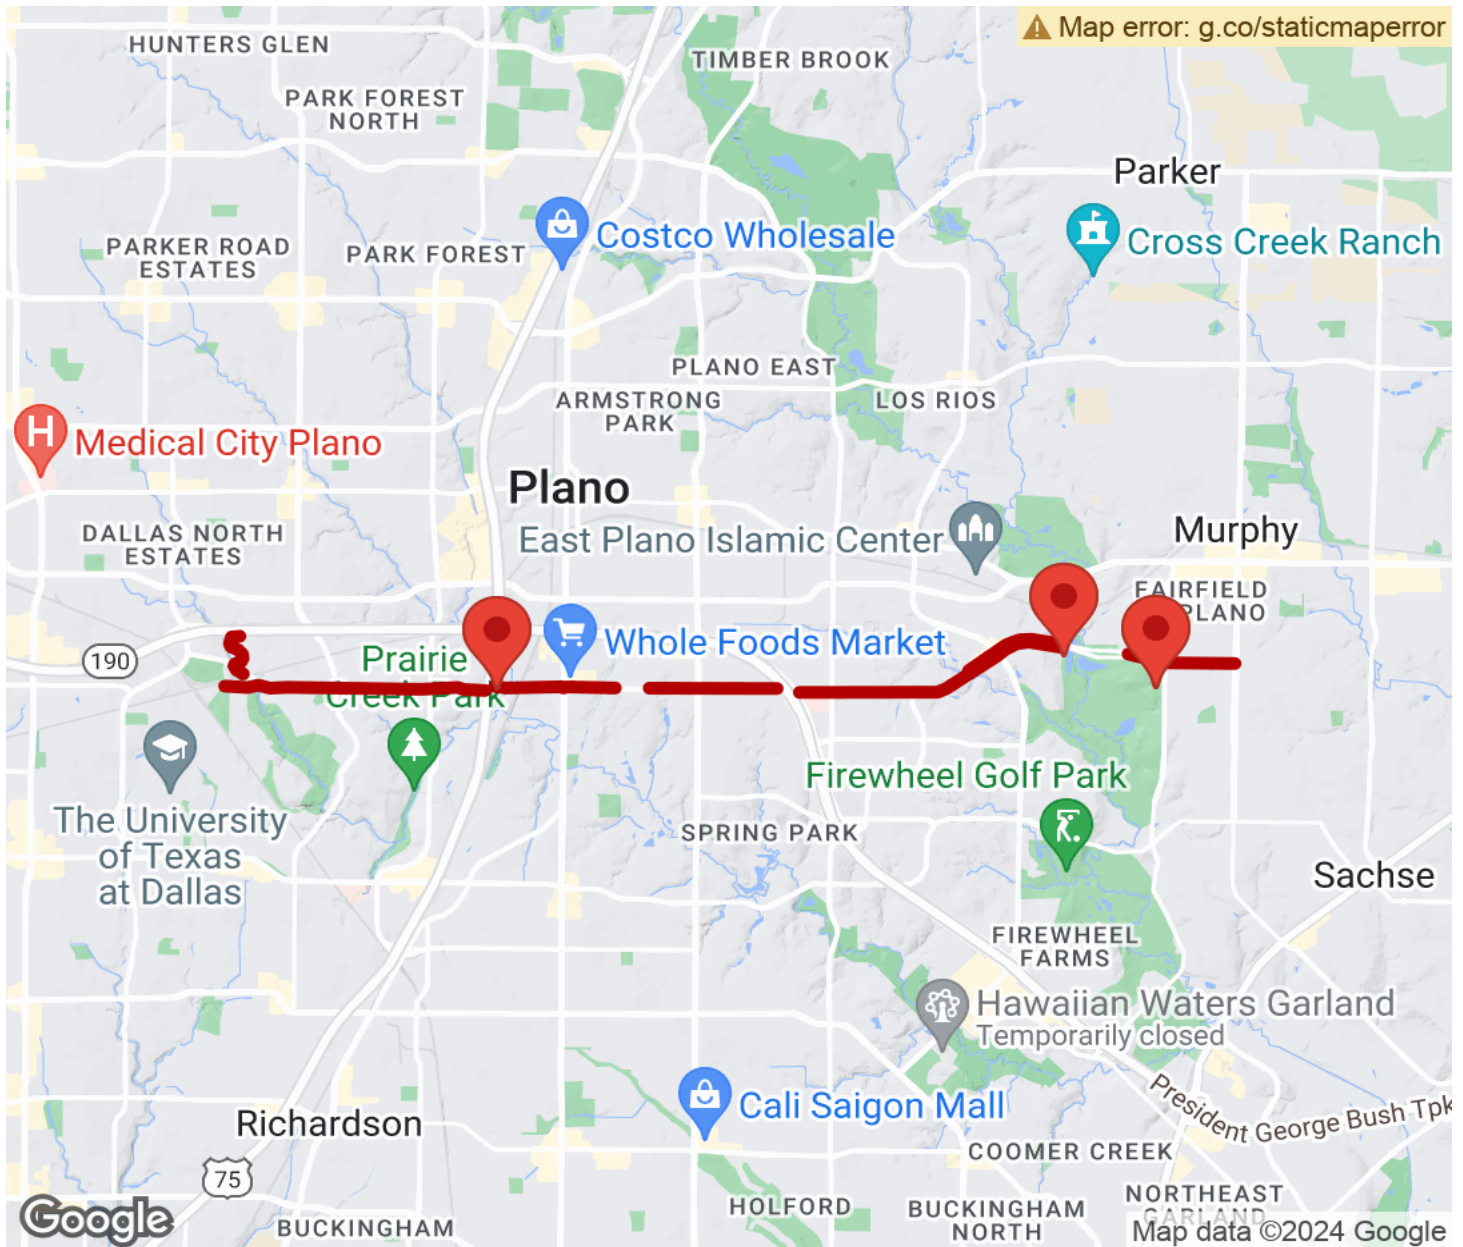 Map error: g.co/staticmaperror
HUNTERS GLEN
TIMBER BROOK
PARK FOREST
NORTH
Parker
Costco Wholesale
Cross Creek Ranch
PARKER ROAD
ESTATES
PARK FOREST
PLANO EAST
ARMSTRONG
PARK
LOS RIOS
H
Medical City Plano
Plano
DALLAS NORTH
ESTATES
East Plano Islamic Center
Murphy
FAIRFIELD
PLANO
190
Prairie
Creek Park
Whole Foods Market
The University
of Texas
at Dallas
Firewheel Golf Park
SPRING PARK
Sachse
FIREWHEEL
FARMS
Hawaiian Waters Garland
Temporarily closed
Richardson
Cali Saigon Mall
President George Bush Tpk
COOMER CREEK
75
HOLFORD
BUCKINGHAM
NORTH
NORTHEAST
GARLAND
BUCKINGHAM
Google
Map data ©2024 Google